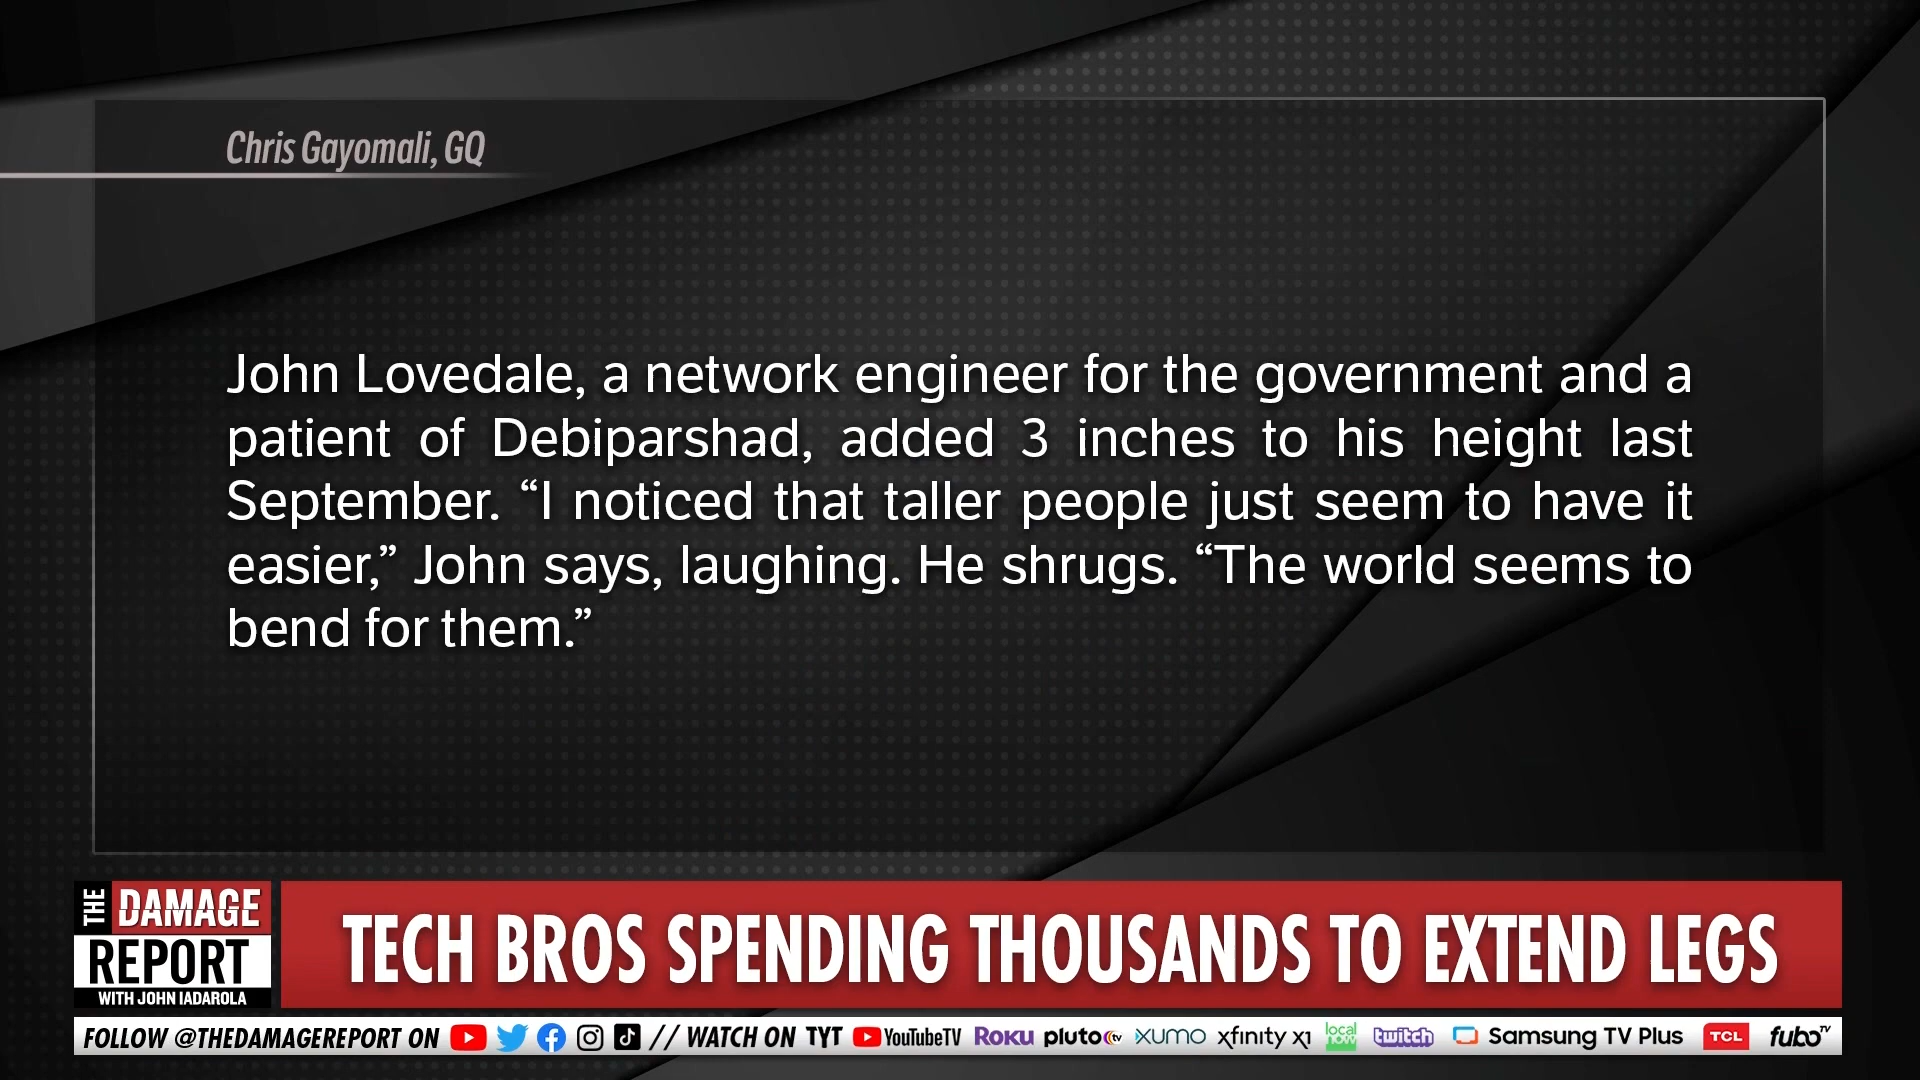 Chris Gayomali, GQ
John Lovedale, a network engineer for the government and a
patient of Debiparshad, added 3 inches to his height last
September. “I noticed that taller people just seem to have it
easier,” John says, laughing. He shrugs. “The world seems to
bend for them.”
THE DAMAGE
REPORT
WITH JOHN IADAROLA
TECH BROS SPENDING THOUSANDS TO EXTEND LEGS
FOLLOW @THEDAMAGEREPORT ON // WATCH ON TYT YouTubeTV ROKU pluto tv XUMO xfinity x1 local now twitch Samsung TV Plus TCL fubo TV